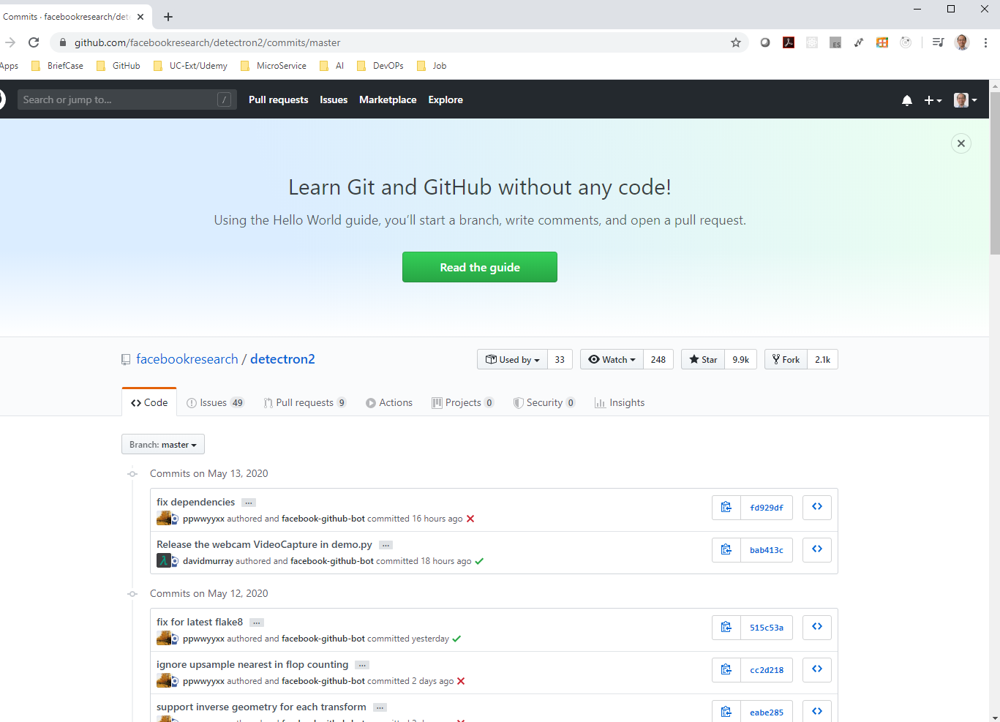 Commits · facebookresearch/dete
github.com/facebookresearch/detectron2/commits/master
Apps BriefCase GitHub UC-Ext/Udemy MicroService AI DevOPs Job
Search or jump to... / Pull requests Issues Marketplace Explore
Learn Git and GitHub without any code!
Using the Hello World guide, you’ll start a branch, write comments, and open a pull request.
Read the guide
facebookresearch / detectron2 Used by 33 Watch 248 Star 9.9k Fork 2.1k
Code Issues 49 Pull requests 9 Actions Projects 0 Security 0 Insights
Branch: master
Commits on May 13, 2020
fix dependencies ...
ppwwyyxx authored and facebook-github-bot committed 16 hours ago
fd929df
Release the webcam VideoCapture in demo.py ...
davidmurray authored and facebook-github-bot committed 18 hours ago
bab413c
Commits on May 12, 2020
fix for latest flake8 ...
ppwwyyxx authored and facebook-github-bot committed yesterday
515c53a
ignore upsample nearest in flop counting ...
ppwwyyxx authored and facebook-github-bot committed 2 days ago
cc2d218
support inverse geometry for each transform ...
eabe285